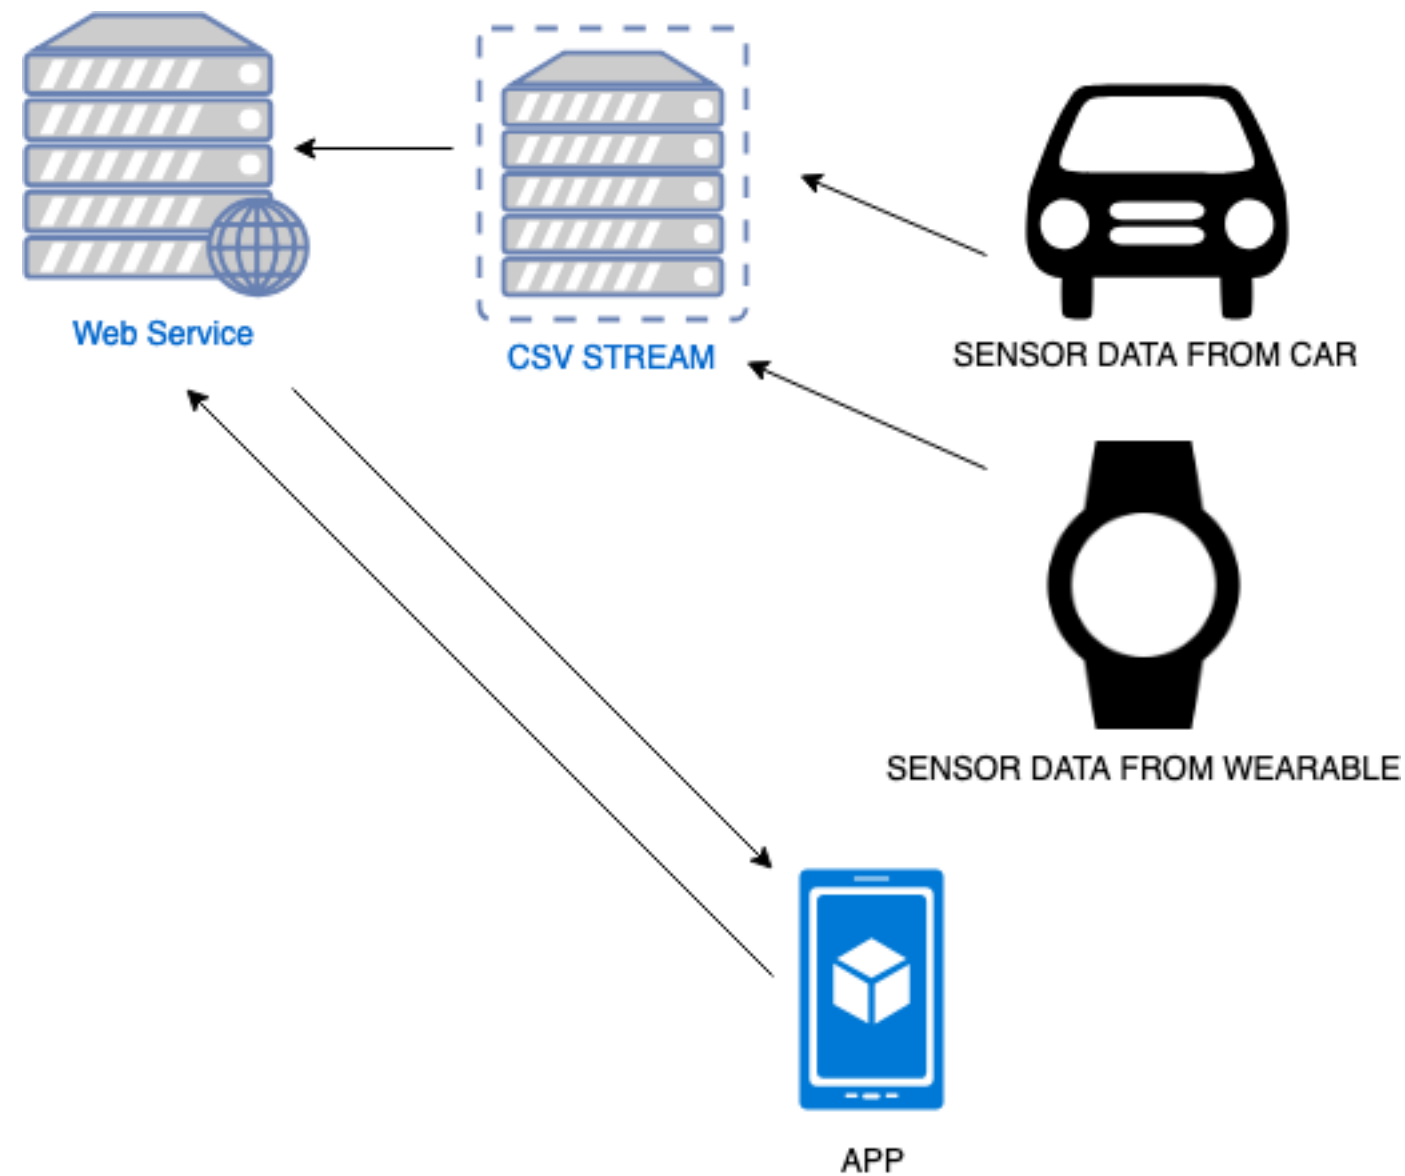 Web Service
CSV STREAM
SENSOR DATA FROM CAR
SENSOR DATA FROM WEARABLE
APP